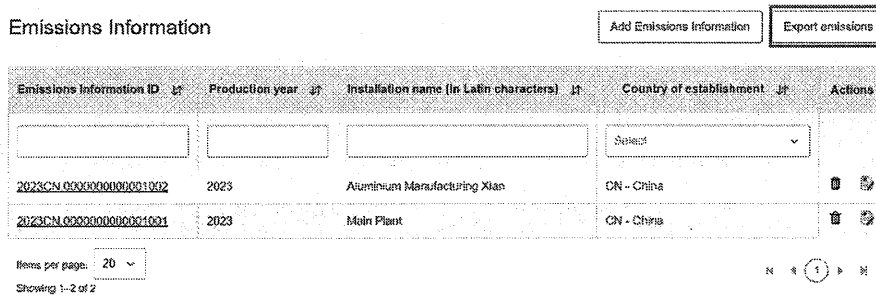 Emissions Information
Add Emissions Information
Export emissions
Emissions Information ID Production year Installation name (in Latin characters) Country of establishment Actions
Select
2023CN.0000000000001002 2023 Aluminium Manufacturing Xian CN - China
2023CN.0000000000001001 2023 Main Plant CN - China
Items per page: 20
1
Showing 1-2 of 2